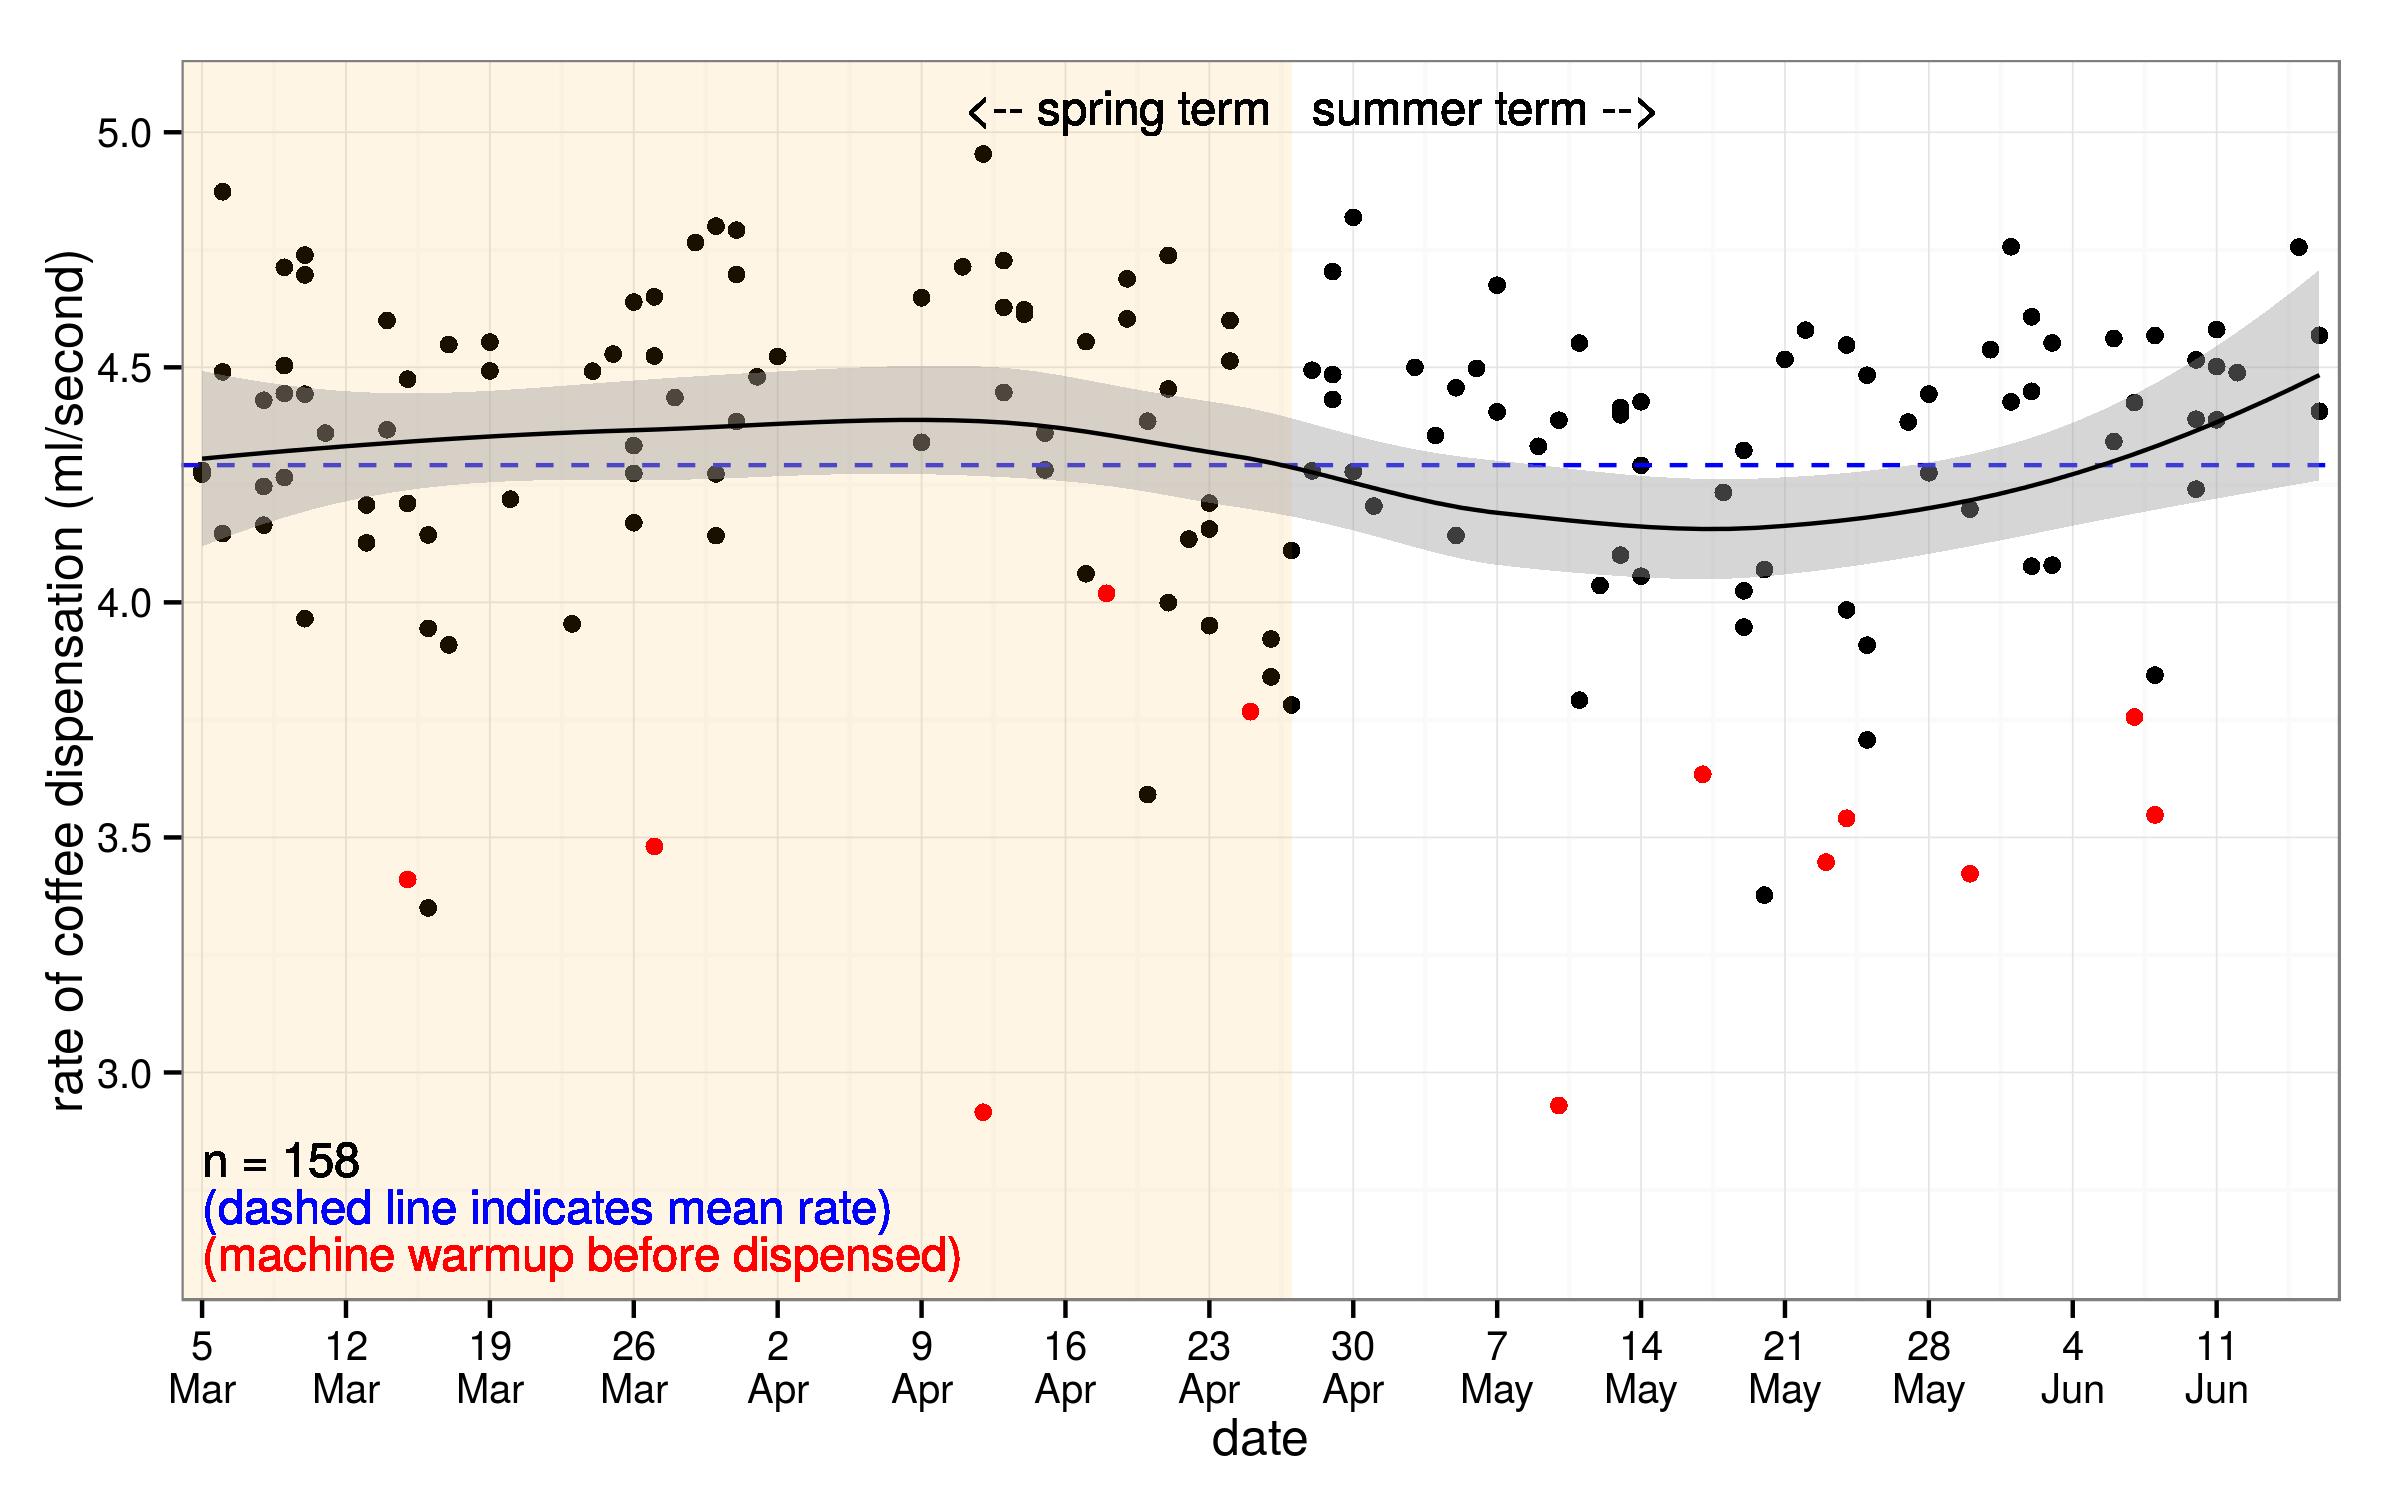 <-- spring term   summer term -->
5.0
4.5
4.0
3.5
3.0
rate of coffee dispensation (ml/second)
n = 158
(dashed line indicates mean rate)
(machine warmup before dispensed)
5 12 19 26 2 9 16 23 30 7 14 21 28 4 11
Mar Mar Mar Mar Apr Apr Apr Apr Apr May May May May Jun Jun
date